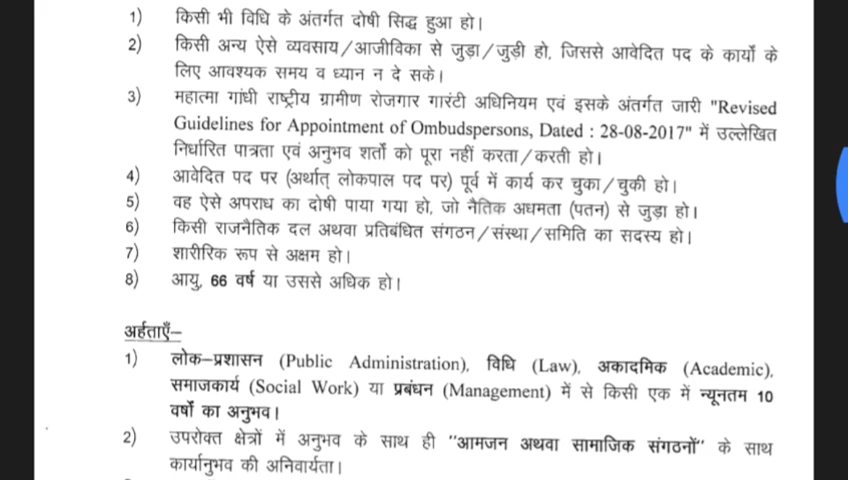 1) किसी भी विधि के अंतर्गत दोषी सिद्ध हुआ हो।
2) किसी अन्य ऐसे व्यवसाय/आजीविका से जुड़ा/जुड़ी हो, जिससे आवेदित पद के कार्यो के
लिए आवश्यक समय व ध्यान न दे सके।
3) महात्मा गांधी राष्ट्रीय ग्रामीण रोजगार गारंटी अधिनियम एवं इसके अंतर्गत जारी "Revised
Guidelines for Appointment of Ombudspersons, Dated : 28-08-2017" में उल्लेखित
निर्धारित पात्रता एवं अनुभव शर्तो को पूरा नहीं करता/करती हो।
4) आवेदित पद पर (अर्थात् लोकपाल पद पर) पूर्व में कार्य कर चुका/चुकी हो।
5) वह ऐसे अपराध का दोषी पाया गया हो, जो नैतिक अधमता (पतन) से जुड़ा हो।
6) किसी राजनैतिक दल अथवा प्रतिबंधित संगठन/संस्था/समिति का सदस्य हो।
7) शारीरिक रूप से अक्षम हो।
8) आयु, 66 वर्ष या उससे अधिक हो।
अर्हताएँ–
1) लोक–प्रशासन (Public Administration), विधि (Law), अकादमिक (Academic),
समाजकार्य (Social Work) या प्रबंधन (Management) में से किसी एक में न्यूनतम 10
वर्षो का अनुभव।
2) उपरोक्त क्षेत्रों में अनुभव के साथ ही "आमजन अथवा सामाजिक संगठनों" के साथ
कार्यानुभव की अनिवार्यता।